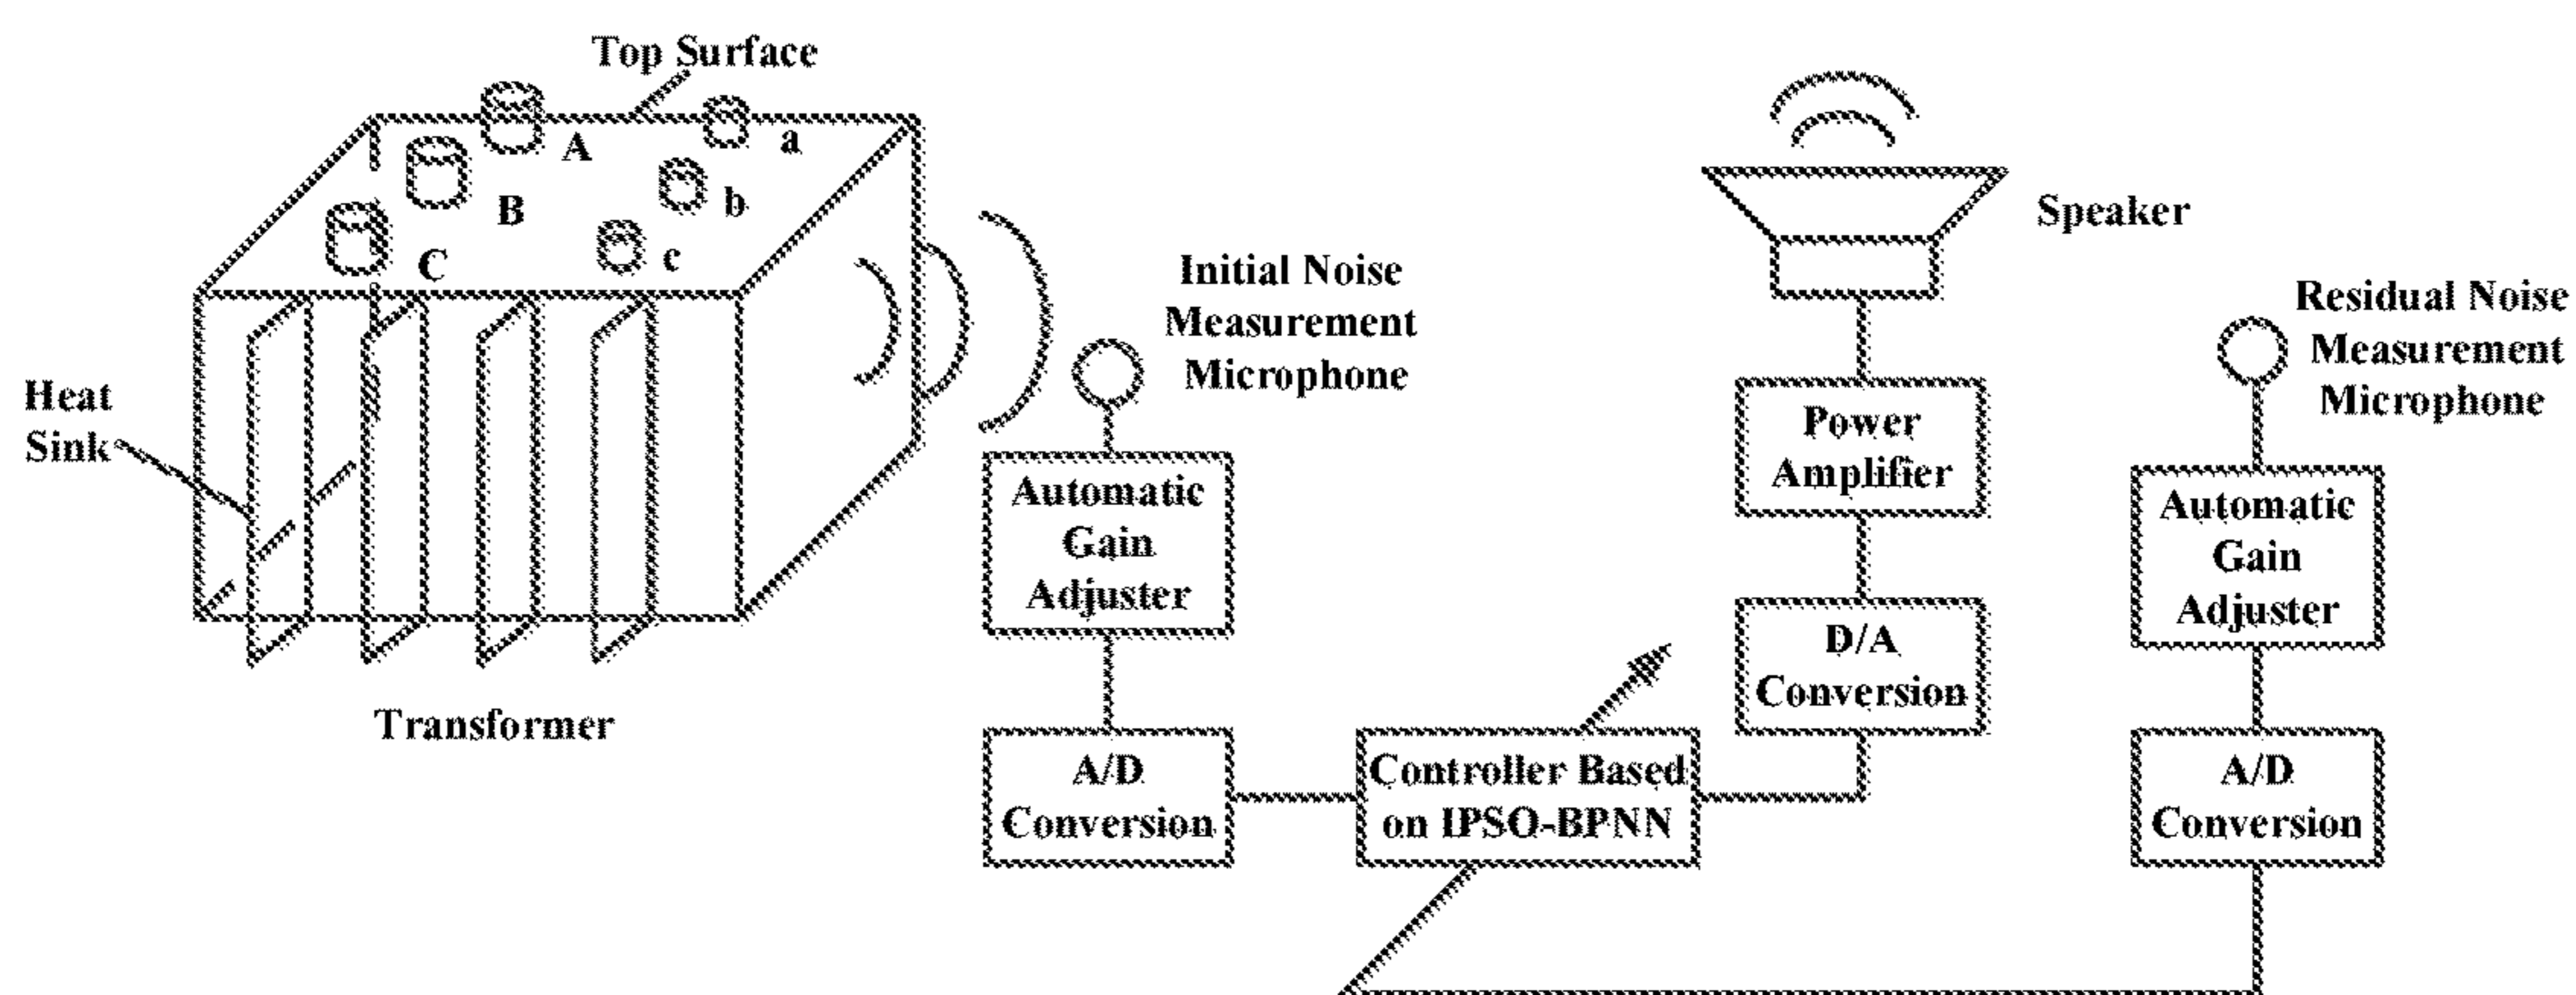 Top Surface
A
a
B
b
C
c
Heat
Sink
Transformer
Initial Noise
Measurement
Microphone
Automatic
Gain
Adjuster
A/D
Conversion
Controller Based
on IPSO-BPNN
Speaker
Power
Amplifier
D/A
Conversion
Residual Noise
Measurement
Microphone
Automatic
Gain
Adjuster
A/D
Conversion